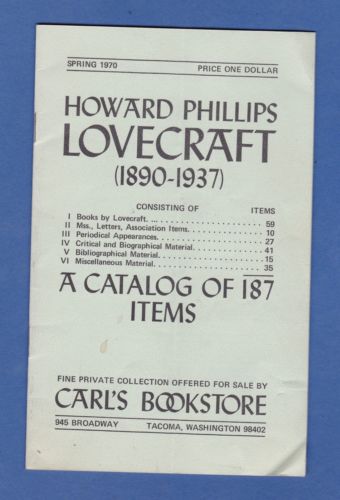 SPRING 1970 PRICE ONE DOLLAR
HOWARD PHILLIPS
LOVECRAFT
(1890-1937)
CONSISTING OF ITEMS
I Books by Lovecraft. . . . . . . . . . . . . . . . . 59
II Mss., Letters, Association Items. . . . . . . . . 10
III Periodical Appearances. . . . . . . . . . . . . . 27
IV Critical and Biographical Material. . . . . . . . 41
V Bibliographical Material. . . . . . . . . . . . . 15
VI Miscellaneous Material. . . . . . . . . . . . . . 35
A CATALOG OF 187
ITEMS
FINE PRIVATE COLLECTION OFFERED FOR SALE BY
CARL'S BOOKSTORE
945 BROADWAY TACOMA, WASHINGTON 98402